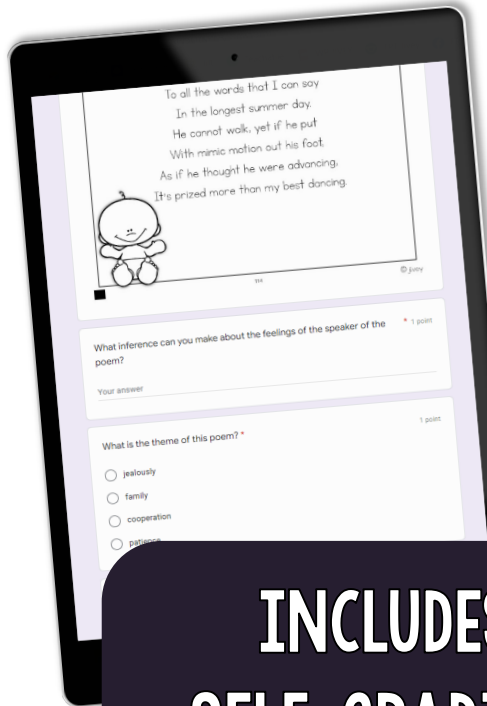 To all the words that I can say
In the longest summer day.
He cannot walk, yet if he put
With mimic motion out his foot,
As if he thought he were advancing,
It's prized more than my best dancing.
© jivey
What inference can you make about the feelings of the speaker of the
poem?
* 1 point
Your answer
What is the theme of this poem? *
1 point
jealously
family
cooperation
patience
INCLUDES